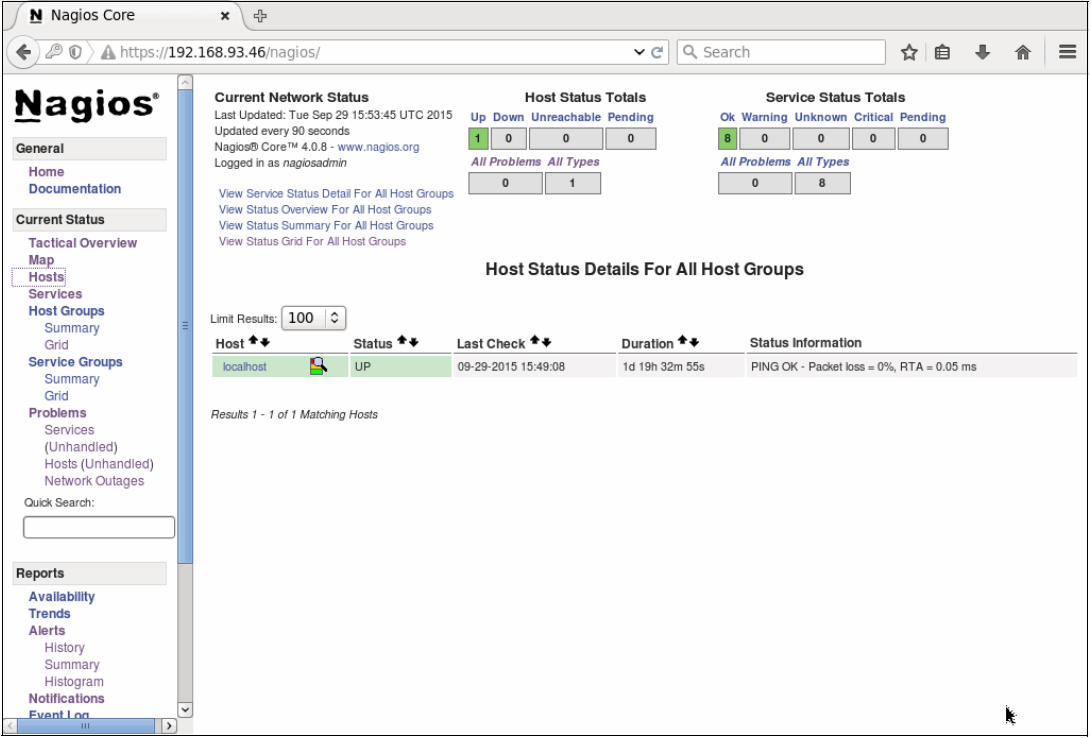 Nagios Core
https://192.168.93.46/nagios/
Search
Nagios®
General
Home
Documentation
Current Status
Tactical Overview
Map
Hosts
Services
Host Groups
Summary
Grid
Service Groups
Summary
Grid
Problems
Services
(Unhandled)
Hosts (Unhandled)
Network Outages
Quick Search:
Reports
Availability
Trends
Alerts
History
Summary
Histogram
Notifications
Event Log
Current Network Status
Last Updated: Tue Sep 29 15:53:45 UTC 2015
Updated every 90 seconds
Nagios® Core™ 4.0.8 - www.nagios.org
Logged in as nagiosadmin
View Service Status Detail For All Host Groups
View Status Overview For All Host Groups
View Status Summary For All Host Groups
View Status Grid For All Host Groups
Host Status Totals
Up Down Unreachable Pending
1 0 0 0
All Problems All Types
0 1
Service Status Totals
Ok Warning Unknown Critical Pending
8 0 0 0 0
All Problems All Types
0 8
Host Status Details For All Host Groups
Limit Results: 100
Host Status Last Check Duration Status Information
localhost UP 09-29-2015 15:49:08 1d 19h 32m 55s PING OK - Packet loss = 0%, RTA = 0.05 ms
Results 1 - 1 of 1 Matching Hosts